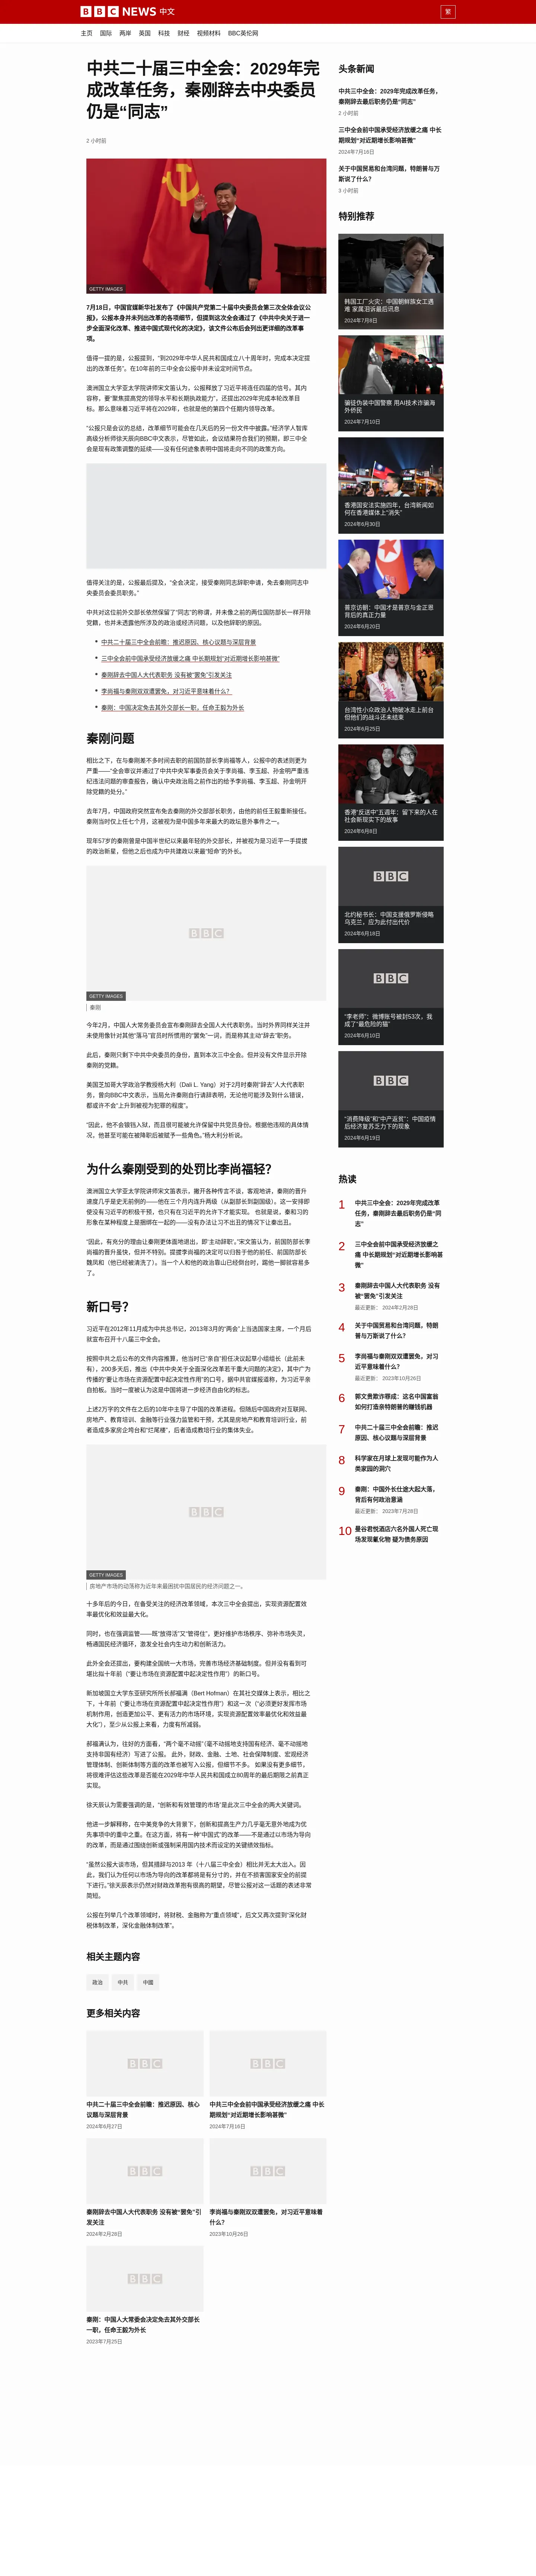 BBC NEWS 中文
繁
主页 国际 两岸 英国 科技 财经 视频材料 BBC英伦网
中共二十届三中全会：2029年完
成改革任务，秦刚辞去中央委员
仍是“同志”
2 小时前
GETTY IMAGES
7月18日，中国官媒新华社发布了《中国共产党第二十届中央委员会第三次全体会议公
报》，公报本身并未列出改革的各项细节，但提到这次全会通过了《中共中央关于进一
步全面深化改革、推进中国式现代化的决定》，该文件公布后会列出更详细的改革事
项。
值得一提的是，公报提到，“到2029年中华人民共和国成立八十周年时，完成本决定提
出的改革任务”。在10年前的三中全会公报中并未设定时间节点。
澳洲国立大学亚太学院讲师宋文笛认为，公报释放了习近平将连任四届的信号。其内
容称，要“聚焦提高党的领导水平和长期执政能力”，还提出2029年完成本轮改革目
标。那么意味着习近平将在2029年，也就是他的第四个任期内领导改革。
“公报只是会议的总结，改革细节可能会在几天后的另一份文件中披露。”经济学人智库
高级分析师徐天辰向BBC中文表示，尽管如此，会议结果符合我们的预期，即三中全
会是现有政策调整的延续——没有任何迹象表明中国将走向不同的政策方向。
值得关注的是，公报最后提及，“全会决定，接受秦刚同志辞职申请，免去秦刚同志中
央委员会委员职务。”
中共对这位前外交部长依然保留了“同志”的称谓，并未像之前的两位国防部长一样开除
党籍，也并未透露他所涉及的政治或经济问题，以及他辞职的原因。
中共二十届三中全会前瞻：推迟原因、核心议题与深层背景
三中全会前中国承受经济放缓之痛 中长期规划“对近期增长影响甚微”
秦刚辞去中国人大代表职务 没有被“罢免”引发关注
李尚福与秦刚双双遭罢免，对习近平意味着什么？
秦刚：中国决定免去其外交部长一职，任命王毅为外长
秦刚问题
相比之下，在与秦刚差不多时间去职的前国防部长李尚福等人，公报中的表述则更为
严重——“全会审议并通过了中共中央军事委员会关于李尚福、李玉超、孙金明严重违
纪违法问题的审查报告，确认中央政治局之前作出的给予李尚福、李玉超、孙金明开
除党籍的处分。”
去年7月，中国政府突然宣布免去秦刚的外交部部长职务，由他的前任王毅重新接任。
秦刚当时仅上任七个月，这被视为是中国多年来最大的政坛意外事件之一。
现年57岁的秦刚曾是中国半世纪以来最年轻的外交部长，并被视为是习近平一手提拔
的政治新星，但他之后也成为中共建政以来最“短命”的外长。
BBC
GETTY IMAGES
秦刚
今年2月，中国人大常务委员会宣布秦刚辞去全国人大代表职务。当时外界同样关注并
未使用像针对其他“落马”官员时所惯用的“罢免”一词，而是称其主动“辞去”职务。
此后，秦刚只剩下中共中央委员的身份，直到本次三中全会。但并没有文件显示开除
秦刚的党籍。
美国芝加哥大学政治学教授杨大利（Dali L. Yang）对于2月时秦刚“辞去”人大代表职
务，曾向BBC中文表示，当局允许秦刚自行请辞表明，无论他可能涉及到什么错误，
都或许不会“上升到被视为犯罪的程度”。
“因此，他不会锒铛入狱，而且很可能被允许保留中共党员身份。根据他违规的具体情
况，他甚至可能在被降职后被赋予一些角色。”杨大利分析说。
为什么秦刚受到的处罚比李尚福轻？
澳洲国立大学亚太学院讲师宋文笛表示，撇开各种传言不谈，客观地讲，秦刚的晋升
速度几乎是史无前例的——他在三个月内连升两级（从副部长到副国级）。这一安排即
使没有习近平的积极干预，也只有在习近平的允许下才能实现。也就是说，秦和习的
形象在某种程度上是捆绑在一起的——没有办法让习不出丑的情况下让秦出丑。
“因此，有充分的理由让秦刚更体面地退出，即‘主动辞职’。”宋文笛认为，前国防部长李
尚福的晋升虽快，但并不特别。提拔李尚福的决定可以归咎于他的前任、前国防部长
魏凤和（他已经被清洗了）。当一个人和他的政治靠山已经倒台时，踢他一脚就容易多
了。
新口号？
习近平在2012年11月成为中共总书记，2013年3月的“两会”上当选国家主席，一个月后
就宣布召开十八届三中全会。
按照中共之后公布的文件内容推算，他当时已“亲自”担任决议起草小组组长（此前未
有），200多天后，推出《中共中央关于全面深化改革若干重大问题的决定》，其中广为
传播的“要让市场在资源配置中起决定性作用”的口号，据中共官媒报道称，为习近平亲
自拍板。当时一度被认为这是中国将进一步经济自由化的标志。
上述2万字的文件在之后的10年中主导了中国的改革进程。但随后中国政府对互联网、
房地产、教育培训、金融等行业强力监管和干预，尤其是房地产和教育培训行业，前
者造成多家房企垮台和“烂尾楼”，后者造成教培行业的集体失业。
BBC
GETTY IMAGES
房地产市场的动荡称为近年来最困扰中国居民的经济问题之一。
十多年后的今日，在备受关注的经济改革领域，本次三中全会提出，实现资源配置效
率最优化和效益最大化。
同时，也在强调监管——既“放得活”又“管得住”，更好维护市场秩序、弥补市场失灵，
畅通国民经济循环，激发全社会内生动力和创新活力。
此外全会还提出，要构建全国统一大市场，完善市场经济基础制度。但并没有看到可
堪比拟十年前（“要让市场在资源配置中起决定性作用”）的新口号。
新加坡国立大学东亚研究所所长郝福满（Bert Hofman）在其社交媒体上表示，相比之
下，十年前（“要让市场在资源配置中起决定性作用”）和这一次（“必须更好发挥市场
机制作用，创造更加公平、更有活力的市场环境，实现资源配置效率最优化和效益最
大化”），至少从公报上来看，力度有所减弱。
郝福满认为，往好的方面看，“两个毫不动摇”（毫不动摇地支持国有经济、毫不动摇地
支持非国有经济）写进了公报。 此外，财政、金融、土地、社会保障制度、宏观经济
管理体制、创新体制等方面的改革也被写入公报，但细节不多。 如果没有更多细节，
将很难评估这些改革是否能在2029年中华人民共和国成立80周年的最后期限之前真正
实现。
徐天辰认为需要强调的是，“创新和有效管理的市场”是此次三中全会的两大关键词。
他进一步解释称，在中美竞争的大背景下，创新和提高生产力几乎毫无意外地成为优
先事项中的重中之重。在这方面，将有一种“中国式”的改革——不是通过以市场为导向
的改革，而是通过围绕创新或强制采用国内技术而设定的关键绩效指标。
“虽然公报大谈市场，但其措辞与2013 年（十八届三中全会）相比并无太大出入。因
此，我们认为任何以市场为导向的改革都将是有分寸的，并在不损害国家安全的前提
下进行。”徐天辰表示仍然对财政改革抱有很高的期望，尽管公报对这一话题的表述非常
简短。
公报在列举几个改革领域时，将财税、金融称为“重点领域”，后文又再次提到“深化财
税体制改革，深化金融体制改革”。
相关主题内容
政治 中共 中國
更多相关内容
BBC
中共二十届三中全会前瞻：推迟原因、核心
议题与深层背景
2024年6月27日
BBC
中共三中全会前中国承受经济放缓之痛 中长
期规划“对近期增长影响甚微”
2024年7月16日
BBC
秦刚辞去中国人大代表职务 没有被“罢免”引
发关注
2024年2月28日
BBC
李尚福与秦刚双双遭罢免，对习近平意味着
什么？
2023年10月26日
BBC
秦刚：中国人大常委会决定免去其外交部长
一职，任命王毅为外长
2023年7月25日
头条新闻
中共三中全会：2029年完成改革任务，
秦刚辞去最后职务仍是“同志”
2 小时前
三中全会前中国承受经济放缓之痛 中长
期规划“对近期增长影响甚微”
2024年7月16日
关于中国贸易和台湾问题，特朗普与万
斯说了什么？
3 小时前
特别推荐
韩国工厂火灾：中国朝鲜族女工遇
难 家属泪诉最后讯息
2024年7月8日
骗徒伪装中国警察 用AI技术诈骗海
外侨民
2024年7月10日
香港国安法实施四年，台湾新闻如
何在香港媒体上“消失”
2024年6月30日
普京访朝：中国才是普京与金正恩
背后的真正力量
2024年6月20日
台湾性小众政治人物破冰走上前台
但他们的战斗还未结束
2024年6月25日
香港“反送中”五週年：留下来的人在
社会新现实下的故事
2024年6月8日
BBC
北约秘书长：中国支援俄罗斯侵略
乌克兰，应为此付出代价
2024年6月18日
BBC
“李老师”：微博账号被封53次，我
成了“最危险的猫”
2024年6月10日
BBC
“消费降级”和“中产返贫”：中国疫情
后经济复苏乏力下的现象
2024年6月19日
热读
1
中共三中全会：2029年完成改革
任务，秦刚辞去最后职务仍是“同
志”
2
三中全会前中国承受经济放缓之
痛 中长期规划“对近期增长影响甚
微”
3
秦刚辞去中国人大代表职务 没有
被“罢免”引发关注
最近更新： 2024年2月28日
4
关于中国贸易和台湾问题，特朗
普与万斯说了什么？
5
李尚福与秦刚双双遭罢免，对习
近平意味着什么？
最近更新： 2023年10月26日
6
郭文贵欺诈罪成：这名中国富翁
如何打造亲特朗普的赚钱机器
7
中共二十届三中全会前瞻：推迟
原因、核心议题与深层背景
8
科学家在月球上发现可能作为人
类家园的洞穴
9
秦刚：中国外长仕途大起大落，
背后有何政治意涵
最近更新： 2023年7月28日
10
曼谷君悦酒店六名外国人死亡现
场发现氰化物 疑为债务原因